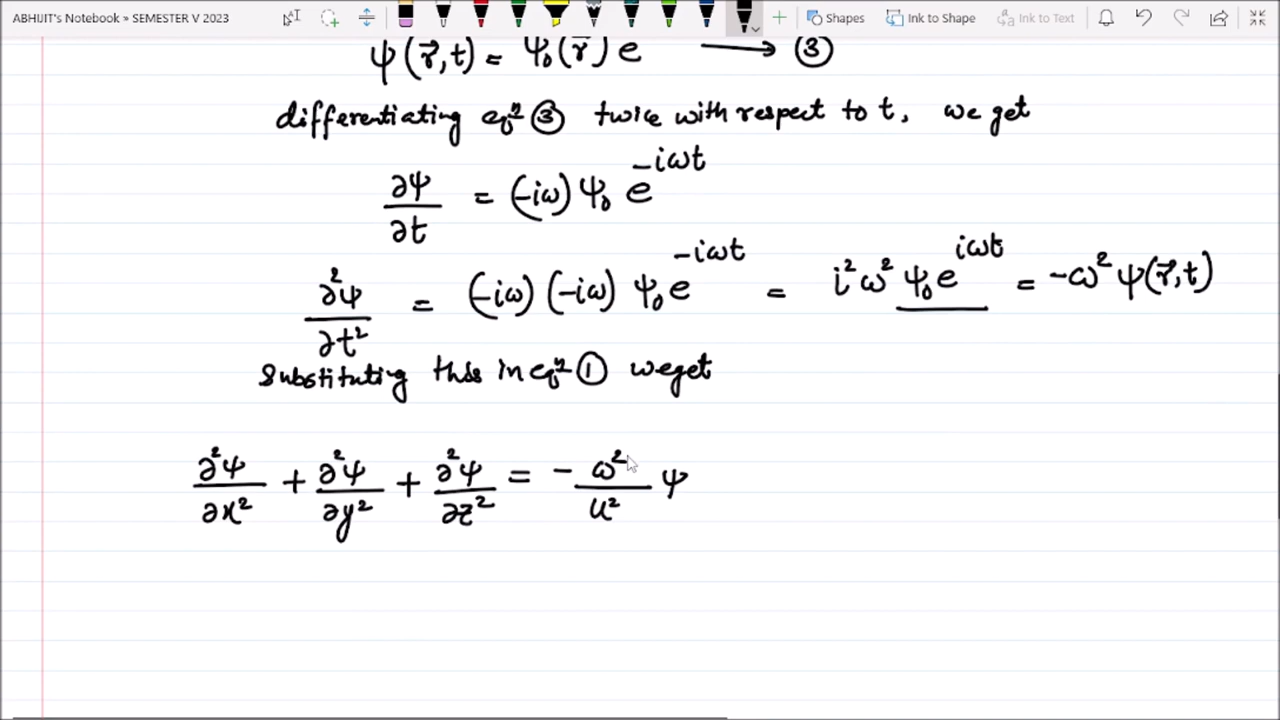 ABHIJIT's Notebook » SEMESTER V 2023 Shapes Ink to Shape Ink to Text
ψ(r⃗,t) = ψ₀(r⃗) e ⟶ ③
differentiating eqⁿ ③ twice with respect to t, we get
∂ψ/∂t = (-iω) ψ₀ e^{-iωt}
∂²ψ/∂t² = (-iω) (-iω) ψ₀ e^{-iωt} = i²ω² ψ₀ e^{iωt} = -ω² ψ(r⃗,t)
Substituting this in eqⁿ ① we get
∂²ψ/∂x² + ∂²ψ/∂y² + ∂²ψ/∂z² = - ω²/u² ψ